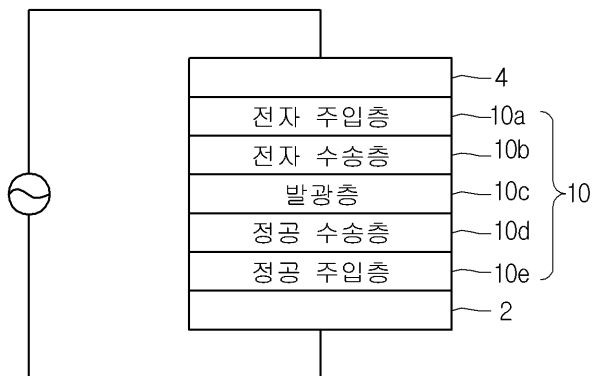 4
전자 주입층 10a
전자 수송층 10b
발광층 10c 10
정공 수송층 10d
정공 주입층 10e
2